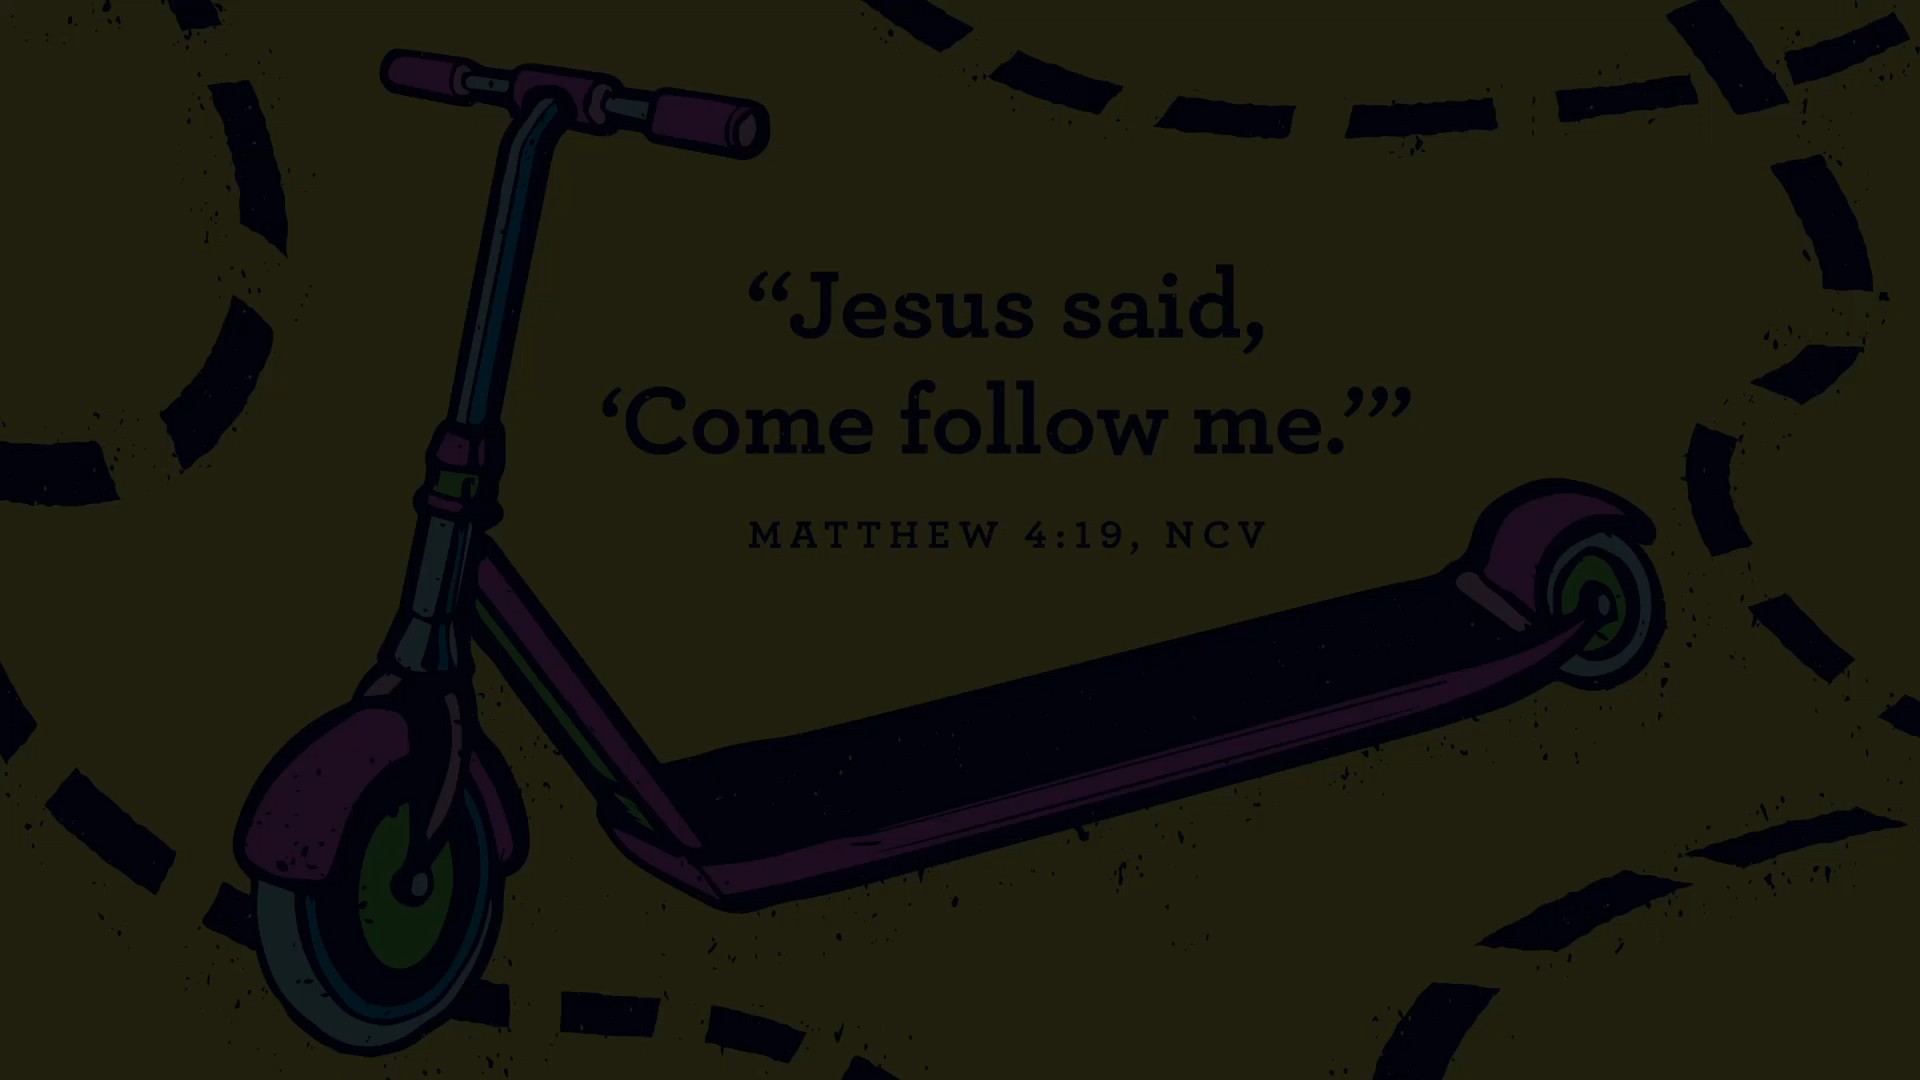 “Jesus said,
‘Come follow me.’”
MATTHEW 4:19, NCV